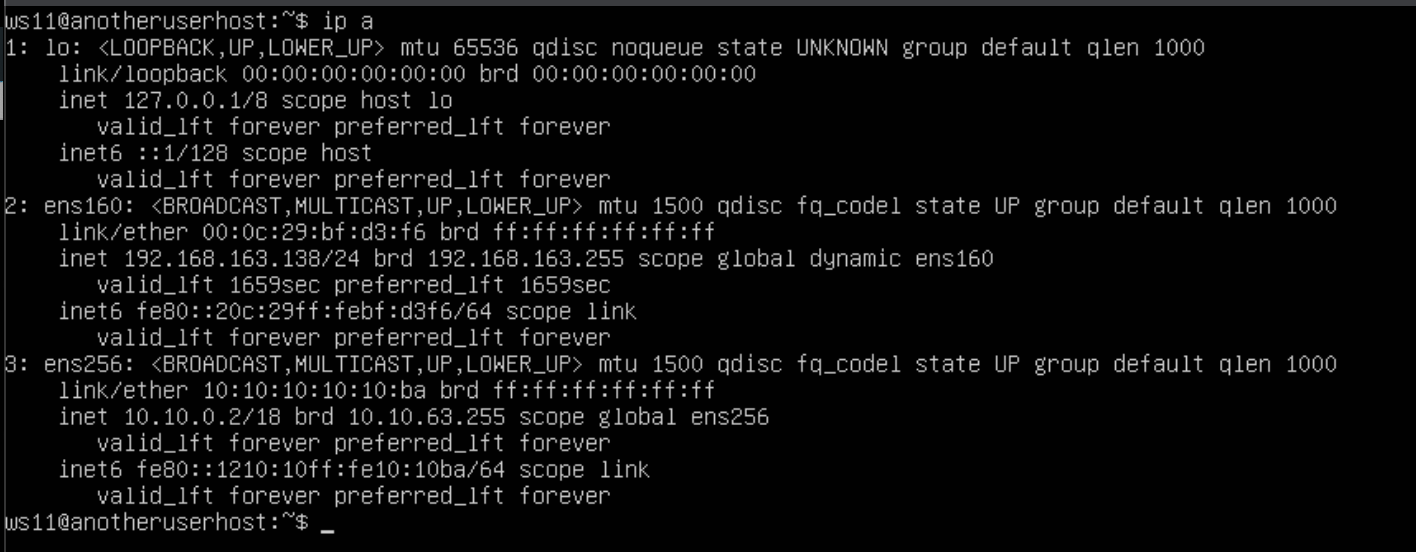 ws11@anotheruserhost:~$ ip a
1: lo: <LOOPBACK,UP,LOWER_UP> mtu 65536 qdisc noqueue state UNKNOWN group default qlen 1000
    link/loopback 00:00:00:00:00:00 brd 00:00:00:00:00:00
    inet 127.0.0.1/8 scope host lo
       valid_lft forever preferred_lft forever
    inet6 ::1/128 scope host
       valid_lft forever preferred_lft forever
2: ens160: <BROADCAST,MULTICAST,UP,LOWER_UP> mtu 1500 qdisc fq_codel state UP group default qlen 1000
    link/ether 00:0c:29:bf:d3:f6 brd ff:ff:ff:ff:ff:ff
    inet 192.168.163.138/24 brd 192.168.163.255 scope global dynamic ens160
       valid_lft 1659sec preferred_lft 1659sec
    inet6 fe80::20c:29ff:febf:d3f6/64 scope link
       valid_lft forever preferred_lft forever
3: ens256: <BROADCAST,MULTICAST,UP,LOWER_UP> mtu 1500 qdisc fq_codel state UP group default qlen 1000
    link/ether 10:10:10:10:10:ba brd ff:ff:ff:ff:ff:ff
    inet 10.10.0.2/18 brd 10.10.63.255 scope global ens256
       valid_lft forever preferred_lft forever
    inet6 fe80::1210:10ff:fe10:10ba/64 scope link
       valid_lft forever preferred_lft forever
ws11@anotheruserhost:~$ _